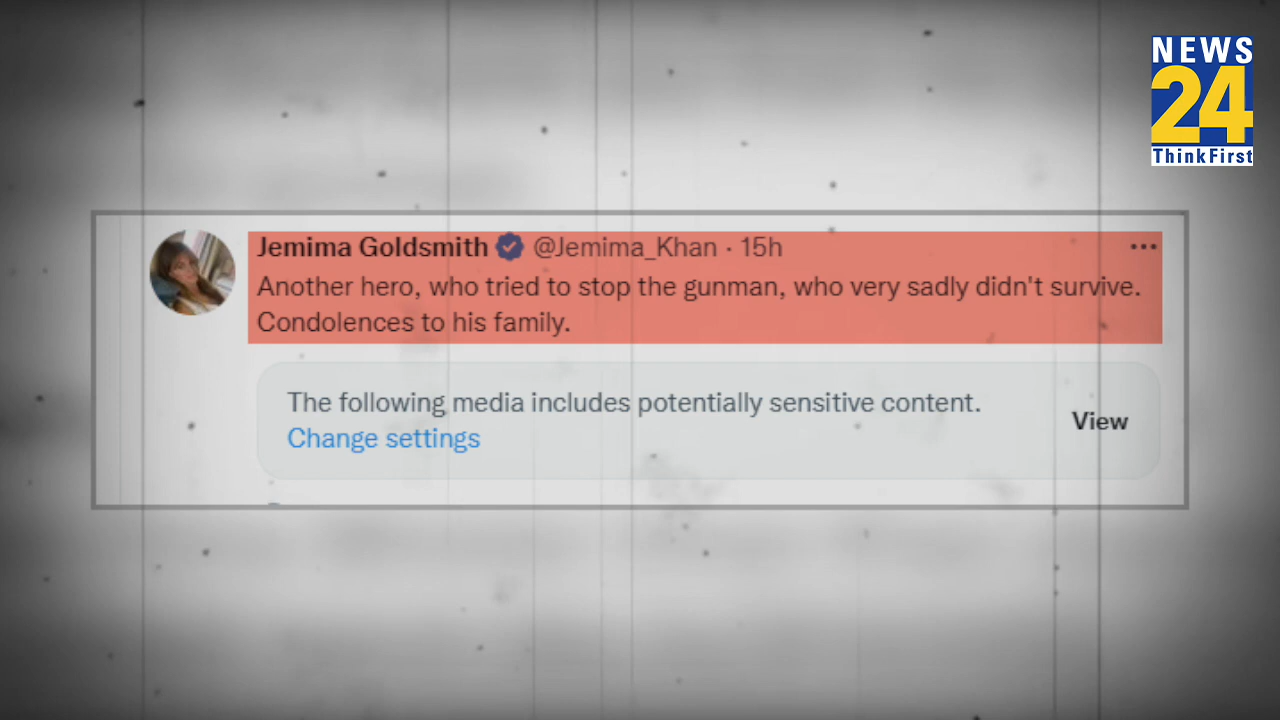 NEWS
24
ThinkFirst
Jemima Goldsmith @Jemima_Khan · 15h
Another hero, who tried to stop the gunman, who very sadly didn't survive.
Condolences to his family.
The following media includes potentially sensitive content.
Change settings
View